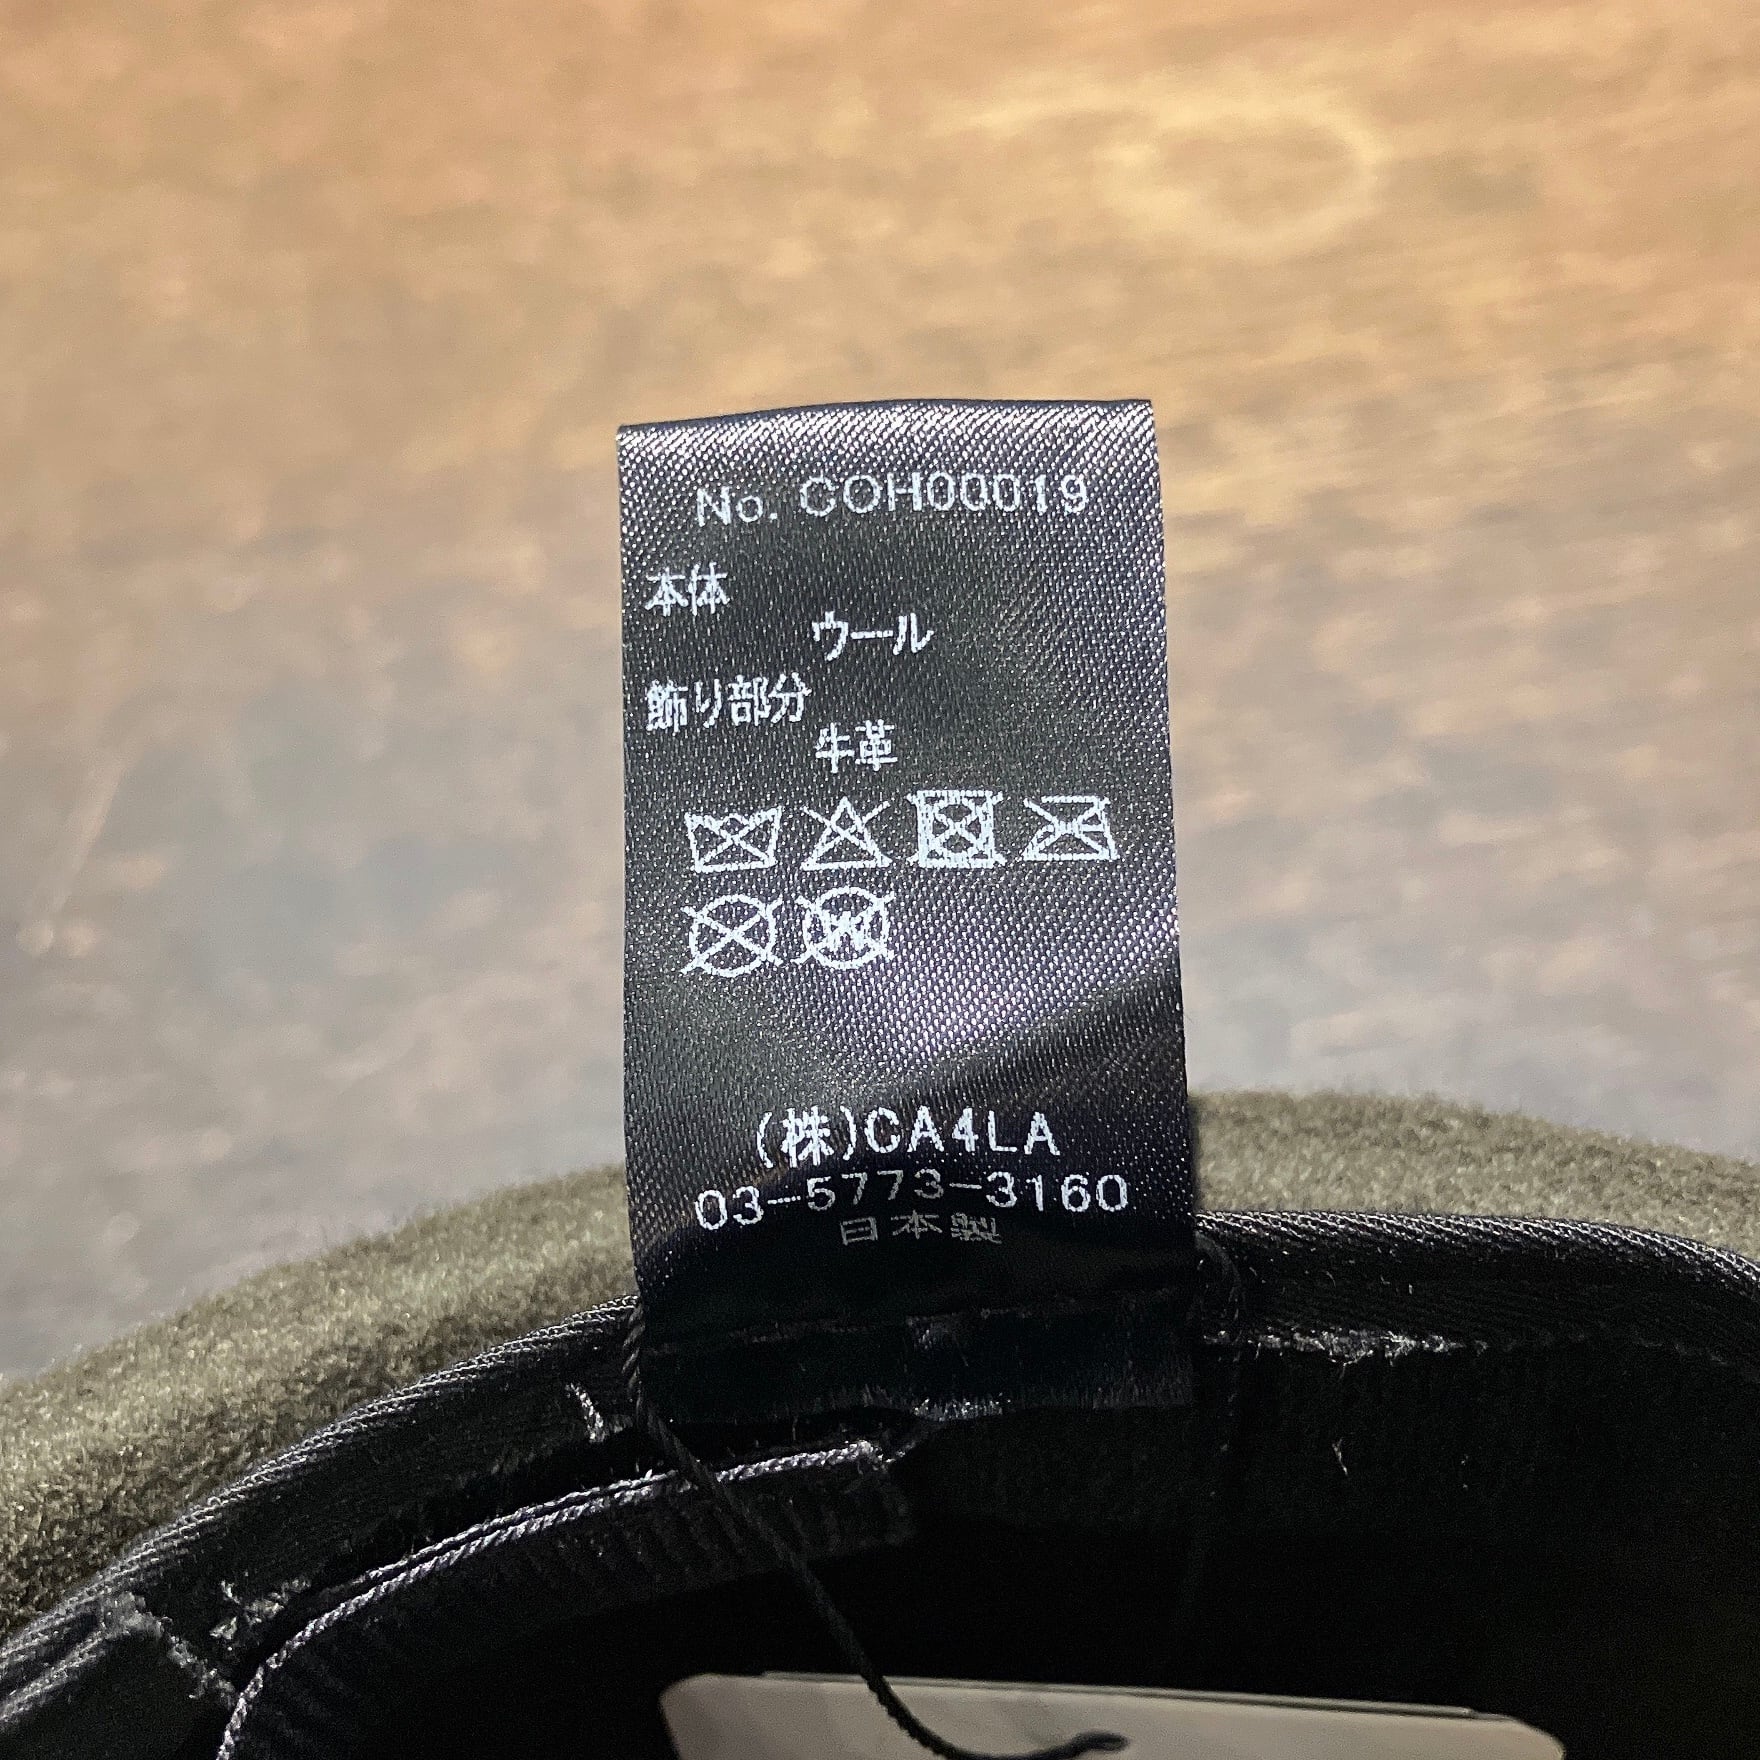 No. COH00019
本体
ウール
飾り部分
牛革
W
(株)CA4LA
03-5773-3160
日本製